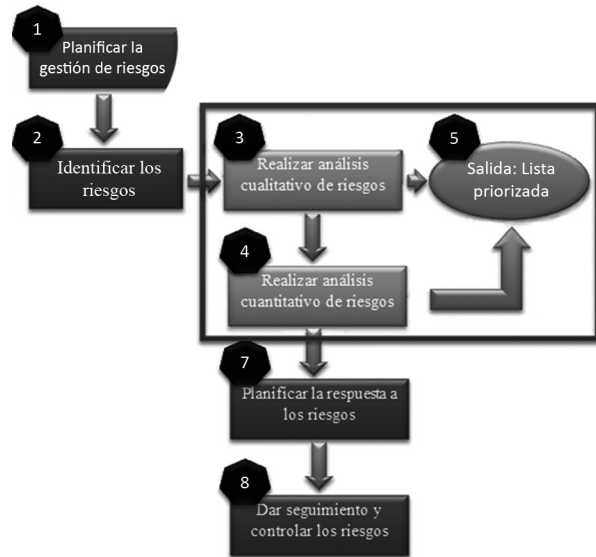 1
Planificar la
gestión de riesgos
2
Identificar los
riesgos
3
Realizar análisis
cualitativo de riesgos
5
Salida: Lista
priorizada
4
Realizar análisis
cuantitativo de riesgos
7
Planificar la respuesta a
los riesgos
8
Dar seguimiento y
controlar los riesgos